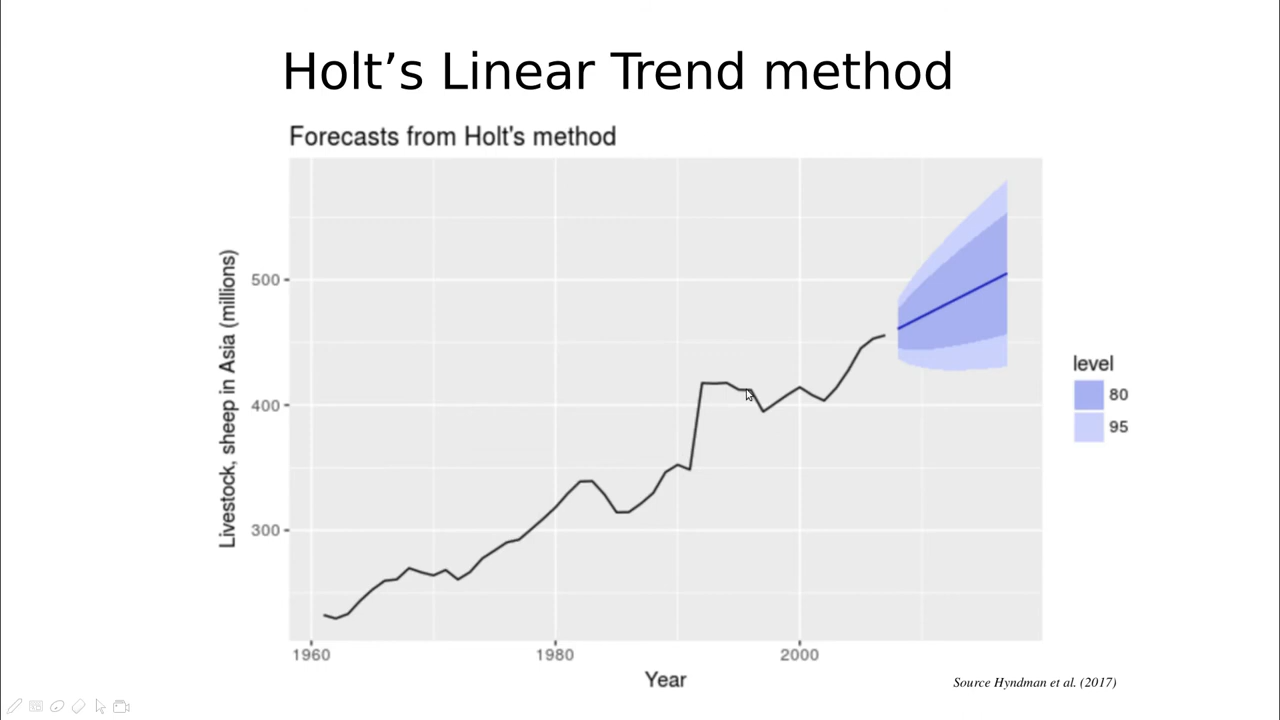 Holt’s Linear Trend method
Forecasts from Holt's method
Livestock, sheep in Asia (millions)
500
400
300
1960 1980 2000
Year
level
80
95
Source Hyndman et al. (2017)